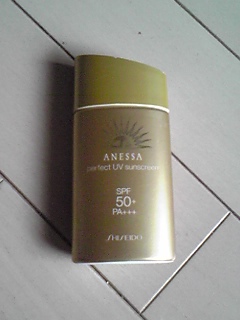 ANESSA
perfect UV sunscreen
SPF
50+
PA+++
SHISEIDO